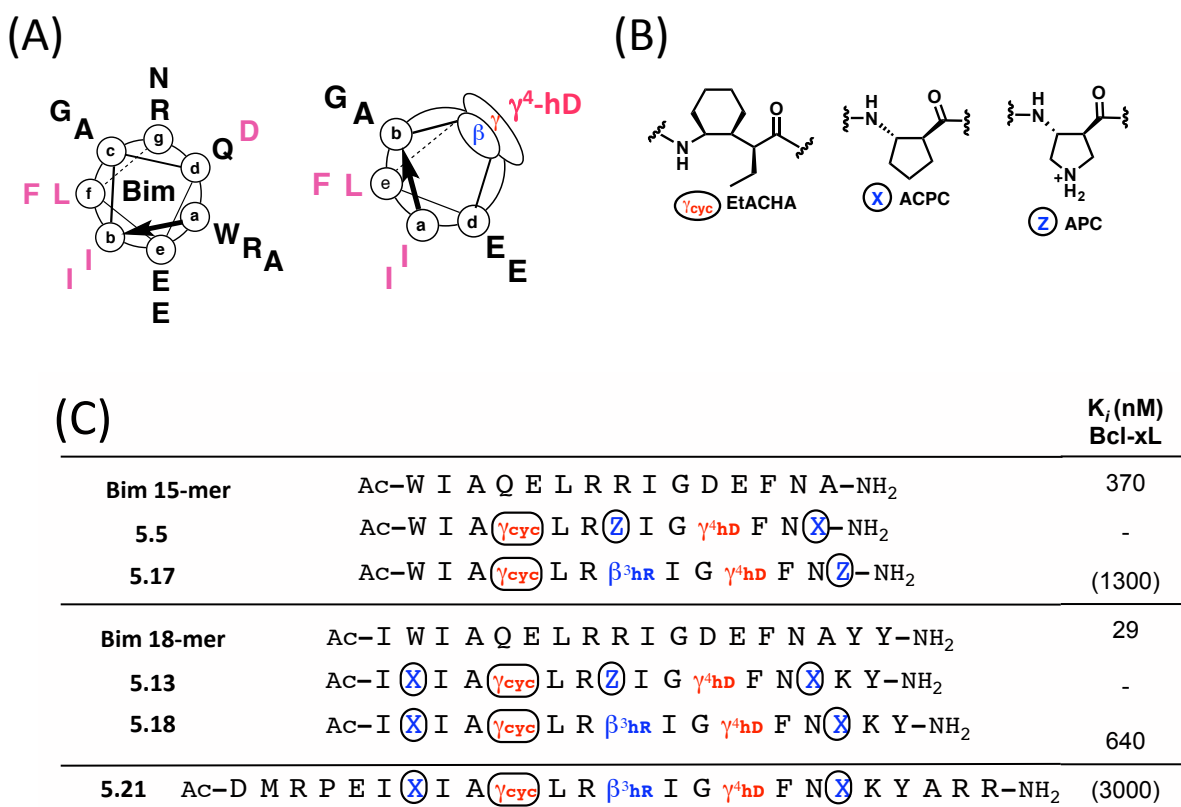 (A)
N
G R
A g Q D
c d
F L f Bim a
b e W R A
I I E
E
G A b β γ γ⁴-hD
F L e
a d
I I E E
(B)
N H O
γcyc EtACHA
HN O
X ACPC
HN O
N+ H2
Z APC
(C)
Ki (nM)
Bcl-xL
Bim 15-mer Ac–W I A Q E L R R I G D E F N A–NH2 370
5.5 Ac–W I A γcyc L R Z I G γ⁴hD F N X–NH2 -
5.17 Ac–W I A γcyc L R β³hR I G γ⁴hD F N Z–NH2 (1300)
Bim 18-mer Ac–I W I A Q E L R R I G D E F N A Y Y–NH2 29
5.13 Ac–I X I A γcyc L R Z I G γ⁴hD F N X K Y–NH2 -
5.18 Ac–I X I A γcyc L R β³hR I G γ⁴hD F N X K Y–NH2 640
5.21 Ac–D M R P E I X I A γcyc L R β³hR I G γ⁴hD F N X K Y A R R–NH2 (3000)